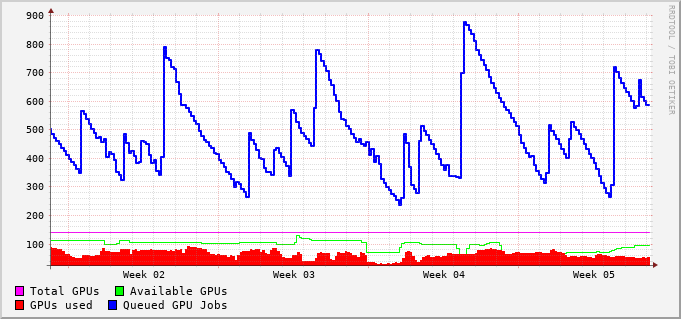 900
800
700
600
500
400
300
200
100
Week 02 Week 03 Week 04 Week 05
Total GPUs Available GPUs
GPUs used Queued GPU Jobs
RRDTOOL / TOBI OETIKER